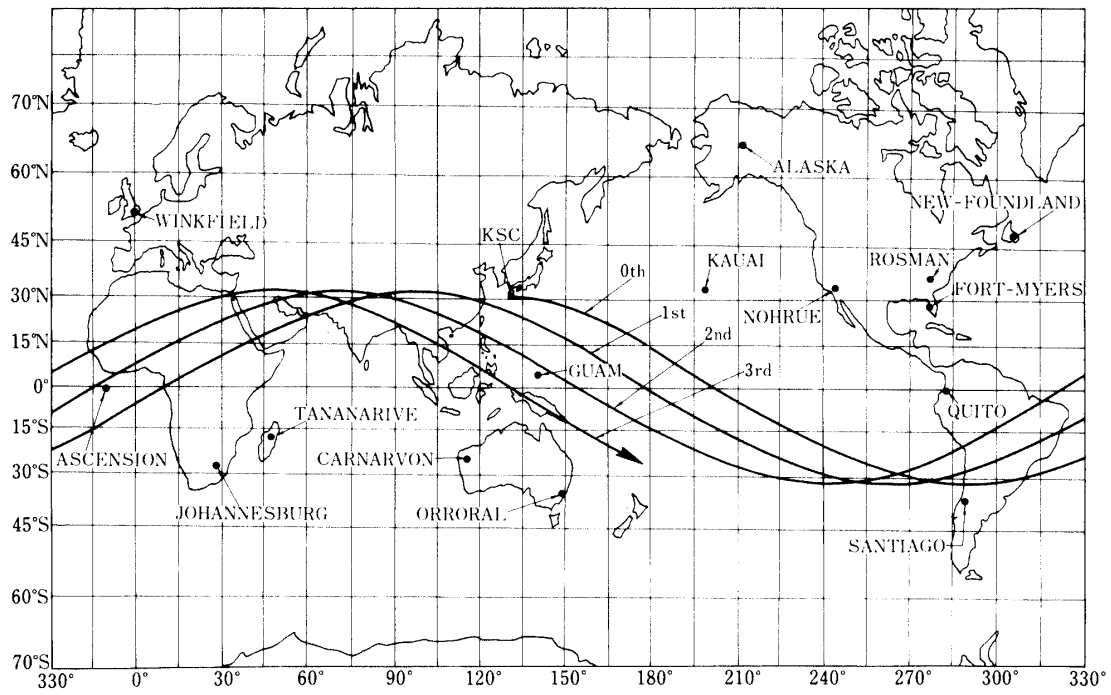 70°N
ALASKA
60°N
NEW-FOUNDLAND
WINKFIELD
45°N
KSC
0th
KAUAI
ROSMAN
30°N
FORT-MYERS
1st
NOHRUE
2nd
15°N
GUAM
3rd
0°
QUITO
TANANARIVE
15°S
ASCENSION
CARNARVON
30°S
JOHANNESBURG
ORRORAL
45°S
SANTIAGO
60°S
70°S
330° 0° 30° 60° 90° 120° 150° 180° 210° 240° 270° 300° 330°